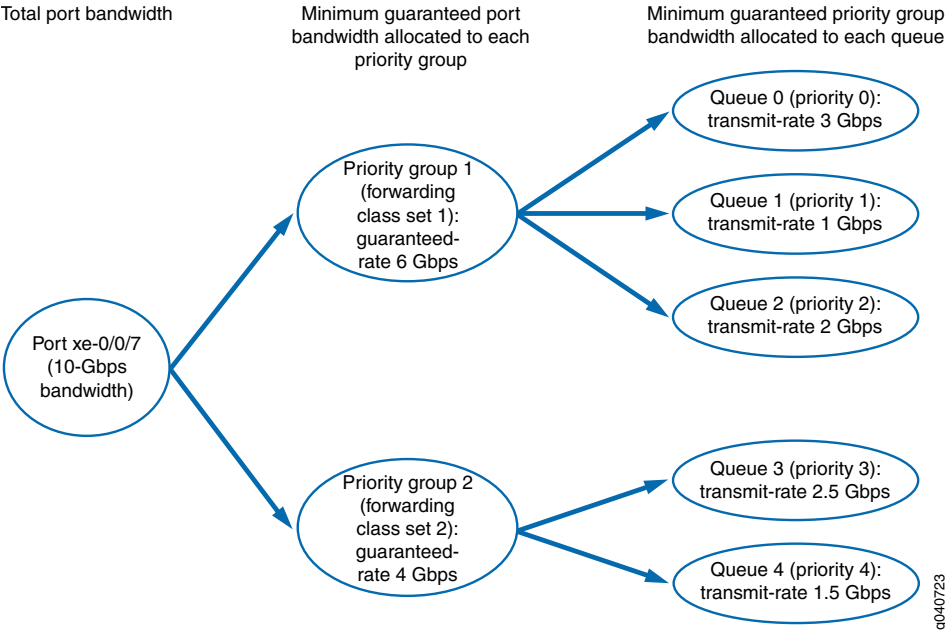 Total port bandwidth
Minimum guaranteed port
bandwidth allocated to each
priority group
Minimum guaranteed priority group
bandwidth allocated to each queue
Port xe-0/0/7
(10-Gbps
bandwidth)
Priority group 1
(forwarding
class set 1):
guaranteed-
rate 6 Gbps
Queue 0 (priority 0):
transmit-rate 3 Gbps
Queue 1 (priority 1):
transmit-rate 1 Gbps
Queue 2 (priority 2):
transmit-rate 2 Gbps
Priority group 2
(forwarding
class set 2):
guaranteed-
rate 4 Gbps
Queue 3 (priority 3):
transmit-rate 2.5 Gbps
Queue 4 (priority 4):
transmit-rate 1.5 Gbps
g040723